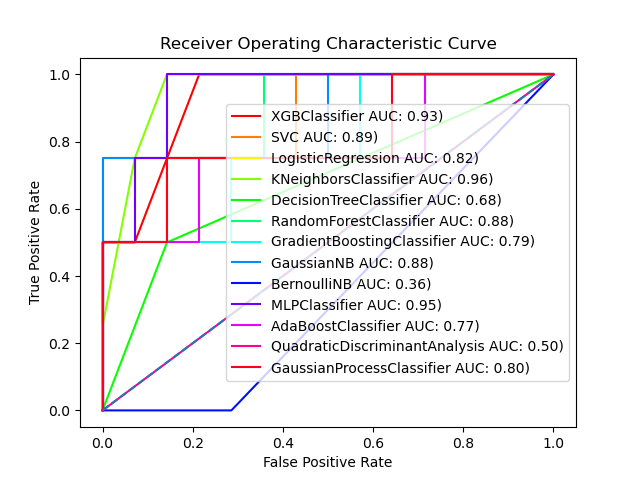 Receiver Operating Characteristic Curve
1.0
0.8
0.6
0.4
0.2
0.0
True Positive Rate
XGBClassifier AUC: 0.93)
SVC AUC: 0.89)
LogisticRegression AUC: 0.82)
KNeighborsClassifier AUC: 0.96)
DecisionTreeClassifier AUC: 0.68)
RandomForestClassifier AUC: 0.88)
GradientBoostingClassifier AUC: 0.79)
GaussianNB AUC: 0.88)
BernoulliNB AUC: 0.36)
MLPClassifier AUC: 0.95)
AdaBoostClassifier AUC: 0.77)
QuadraticDiscriminantAnalysis AUC: 0.50)
GaussianProcessClassifier AUC: 0.80)
0.0 0.2 0.4 0.6 0.8 1.0
False Positive Rate